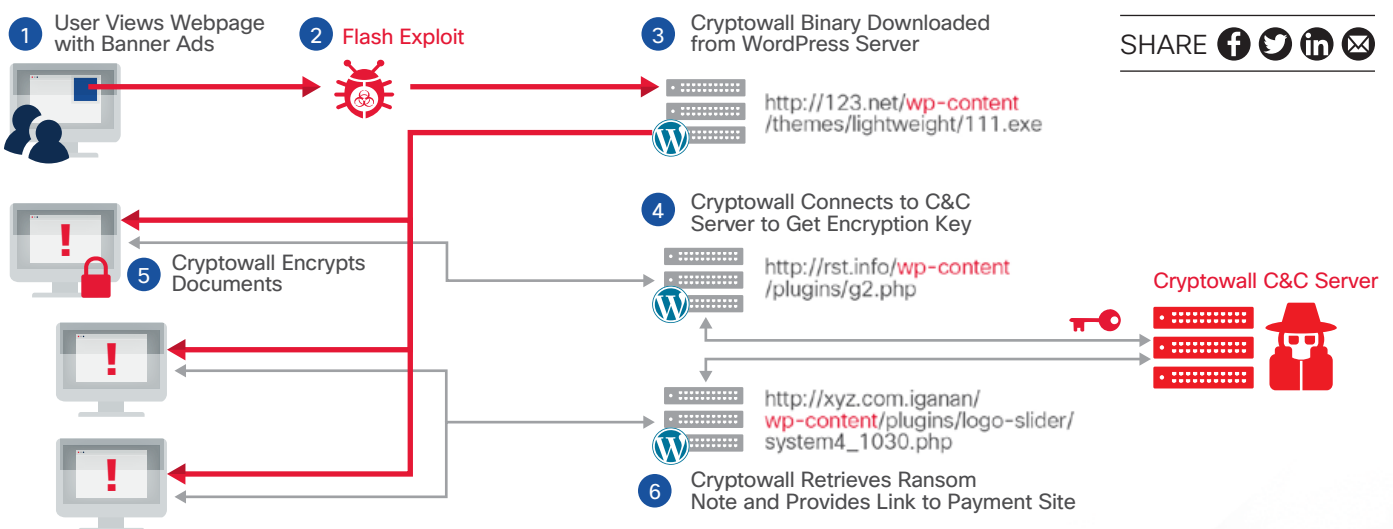 1 User Views Webpage
with Banner Ads
2 Flash Exploit
3 Cryptowall Binary Downloaded
from WordPress Server
SHARE
http://123.net/wp-content
/themes/lightweight/111.exe
4 Cryptowall Connects to C&C
Server to Get Encryption Key
http://rst.info/wp-content
/plugins/g2.php
5 Cryptowall Encrypts
Documents
Cryptowall C&C Server
http://xyz.com.iganan/
wp-content/plugins/logo-slider/
system4_1030.php
6 Cryptowall Retrieves Ransom
Note and Provides Link to Payment Site